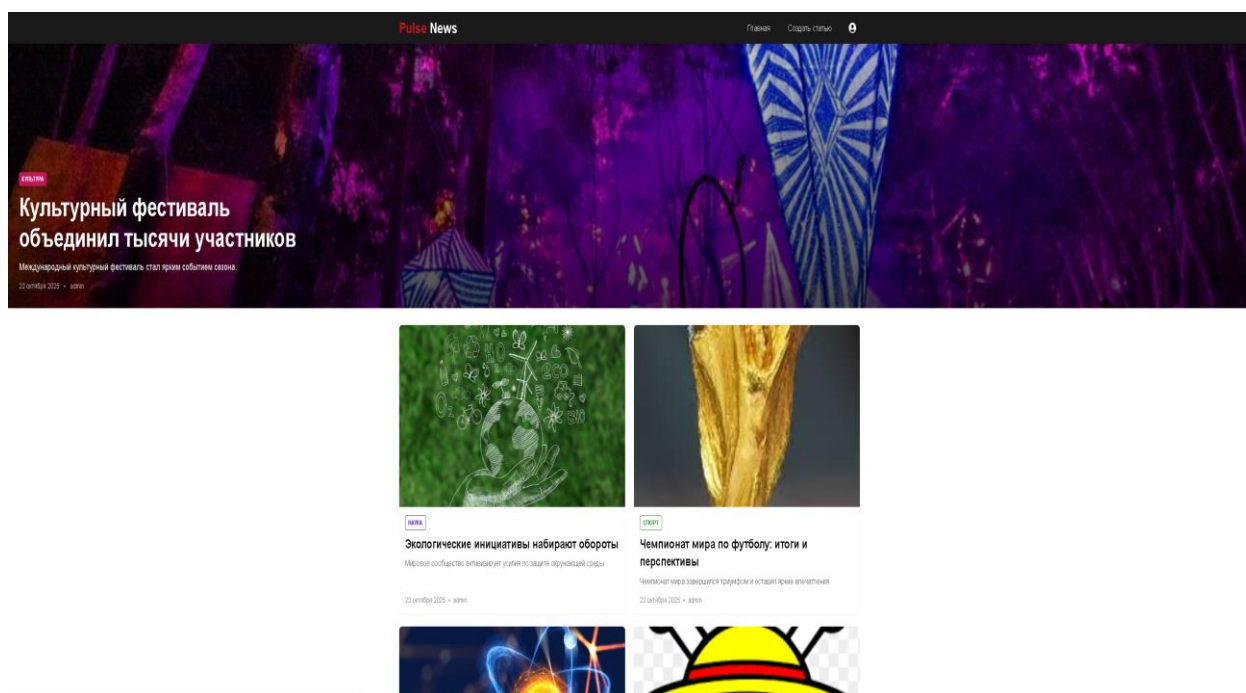 Pulse News
Главная Создать статью
КУЛЬТУРА
Культурный фестиваль
объединил тысячи участников
Международный культурный фестиваль стал ярким событием сезона.
22 октября 2025 • admin
НАУКА
Экологические инициативы набирают обороты
Мировое сообщество активизирует усилия по защите окружающей среды
22 октября 2025 • admin
СПОРТ
Чемпионат мира по футболу: итоги и
перспективы
Чемпионат мира завершился триумфом и оставил яркие впечатления.
22 октября 2025 • admin